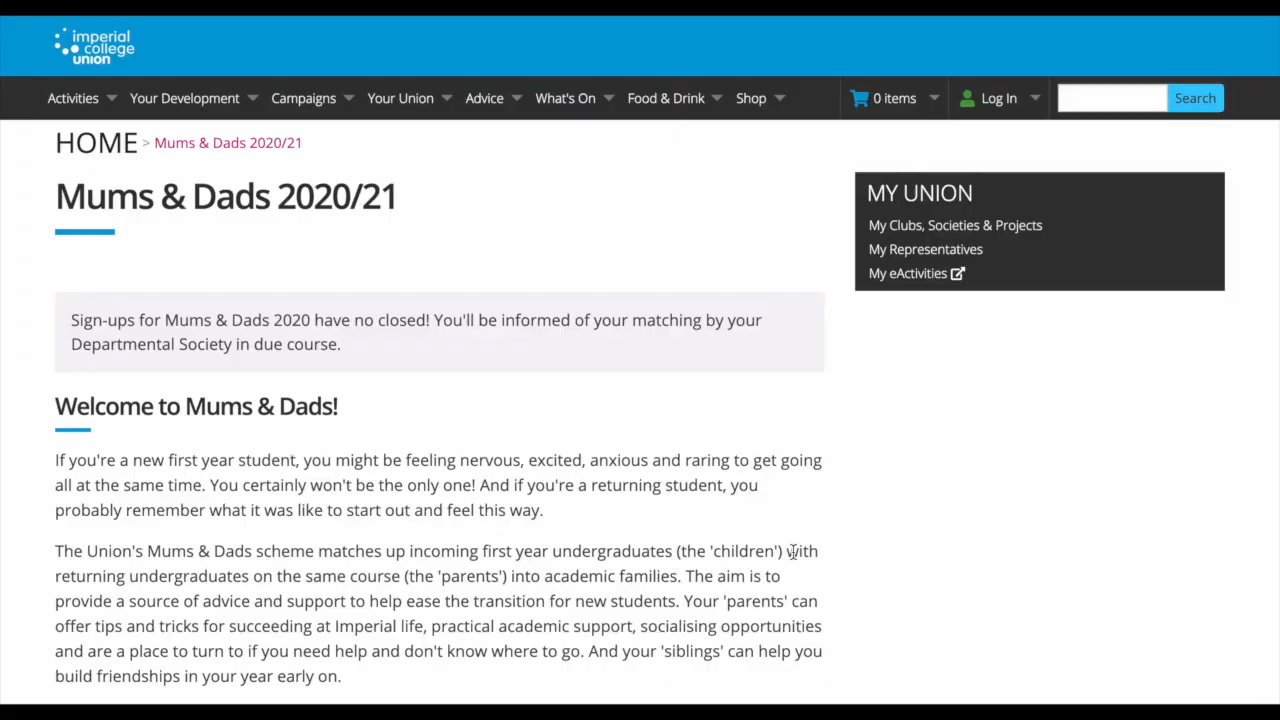 imperial
college
union
Activities Your Development Campaigns Your Union Advice What's On Food & Drink Shop 0 items Log In Search
HOME > Mums & Dads 2020/21
Mums & Dads 2020/21
MY UNION
My Clubs, Societies & Projects
My Representatives
My eActivities
Sign-ups for Mums & Dads 2020 have no closed! You'll be informed of your matching by your
Departmental Society in due course.
Welcome to Mums & Dads!
If you're a new first year student, you might be feeling nervous, excited, anxious and raring to get going
all at the same time. You certainly won't be the only one! And if you're a returning student, you
probably remember what it was like to start out and feel this way.
The Union's Mums & Dads scheme matches up incoming first year undergraduates (the 'children') with
returning undergraduates on the same course (the 'parents') into academic families. The aim is to
provide a source of advice and support to help ease the transition for new students. Your 'parents' can
offer tips and tricks for succeeding at Imperial life, practical academic support, socialising opportunities
and are a place to turn to if you need help and don't know where to go. And your 'siblings' can help you
build friendships in your year early on.